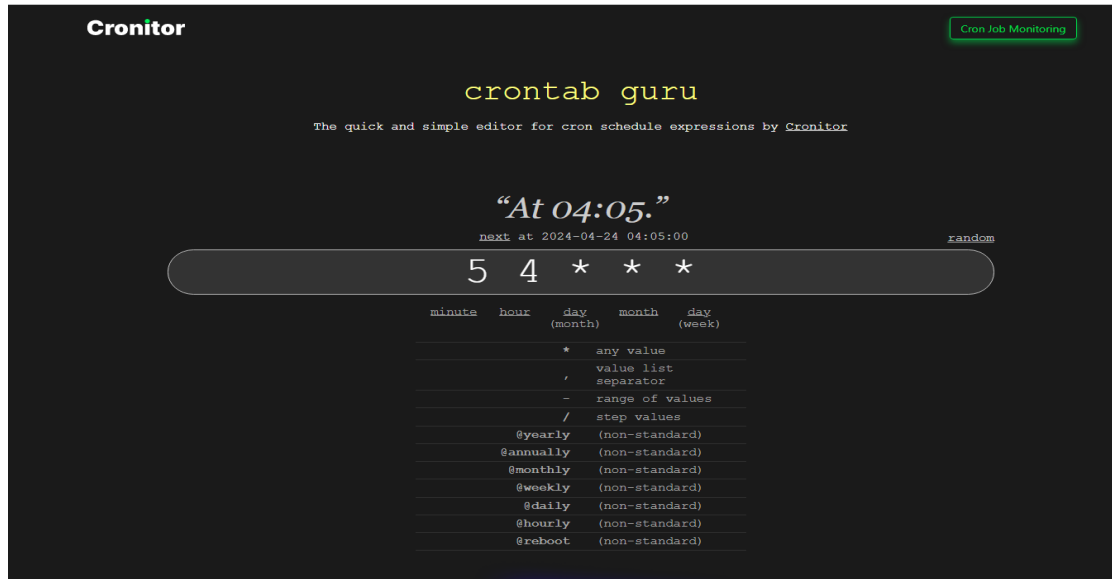 Cronitor
Cron Job Monitoring
crontab guru
The quick and simple editor for cron schedule expressions by Cronitor
“At 04:05.”
next at 2024-04-24 04:05:00
random
5 4 * * *
minute hour day (month) month day (week)
* any value
, value list separator
- range of values
/ step values
@yearly (non-standard)
@annually (non-standard)
@monthly (non-standard)
@weekly (non-standard)
@daily (non-standard)
@hourly (non-standard)
@reboot (non-standard)